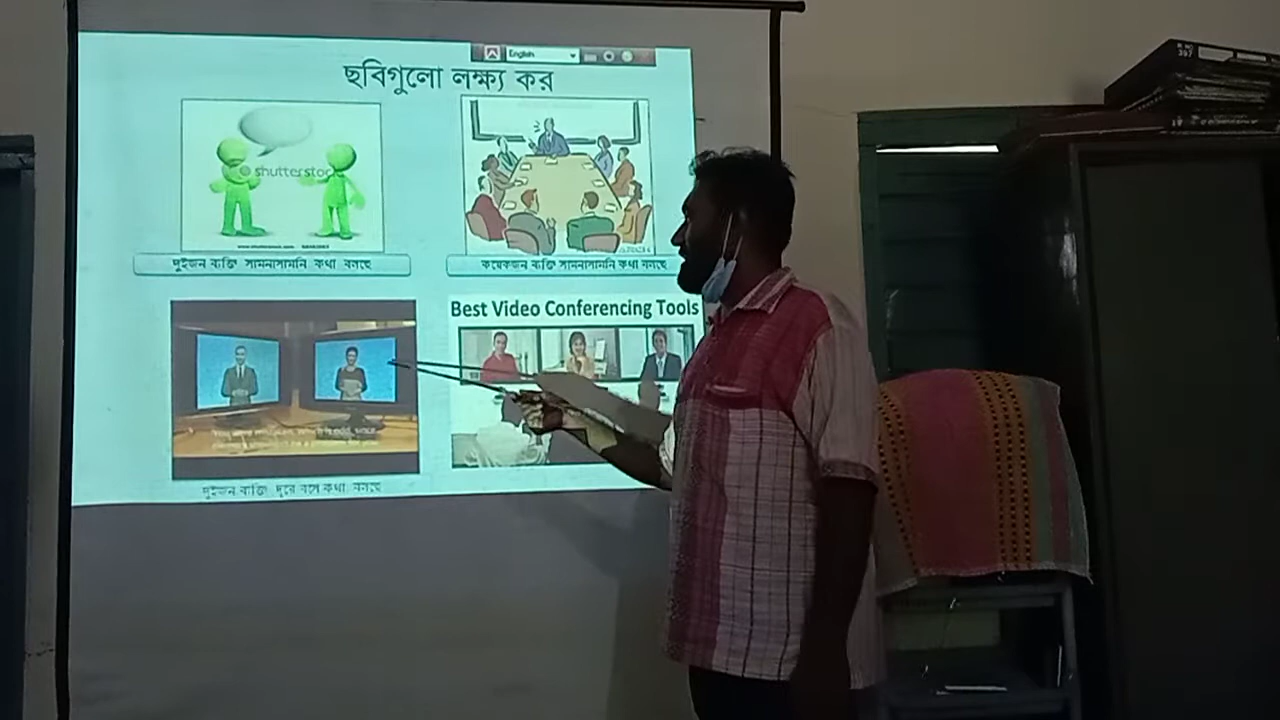 English
ছবিগুলো লক্ষ্য কর
shutterstock
দুইজন ব্যক্তি সামনাসামনি কথা বলছে
কয়েকজন ব্যক্তি সামনাসামনি কথা বলছে
Best Video Conferencing Tools
দুইজন ব্যক্তি দূরে বসে কথা বলছে